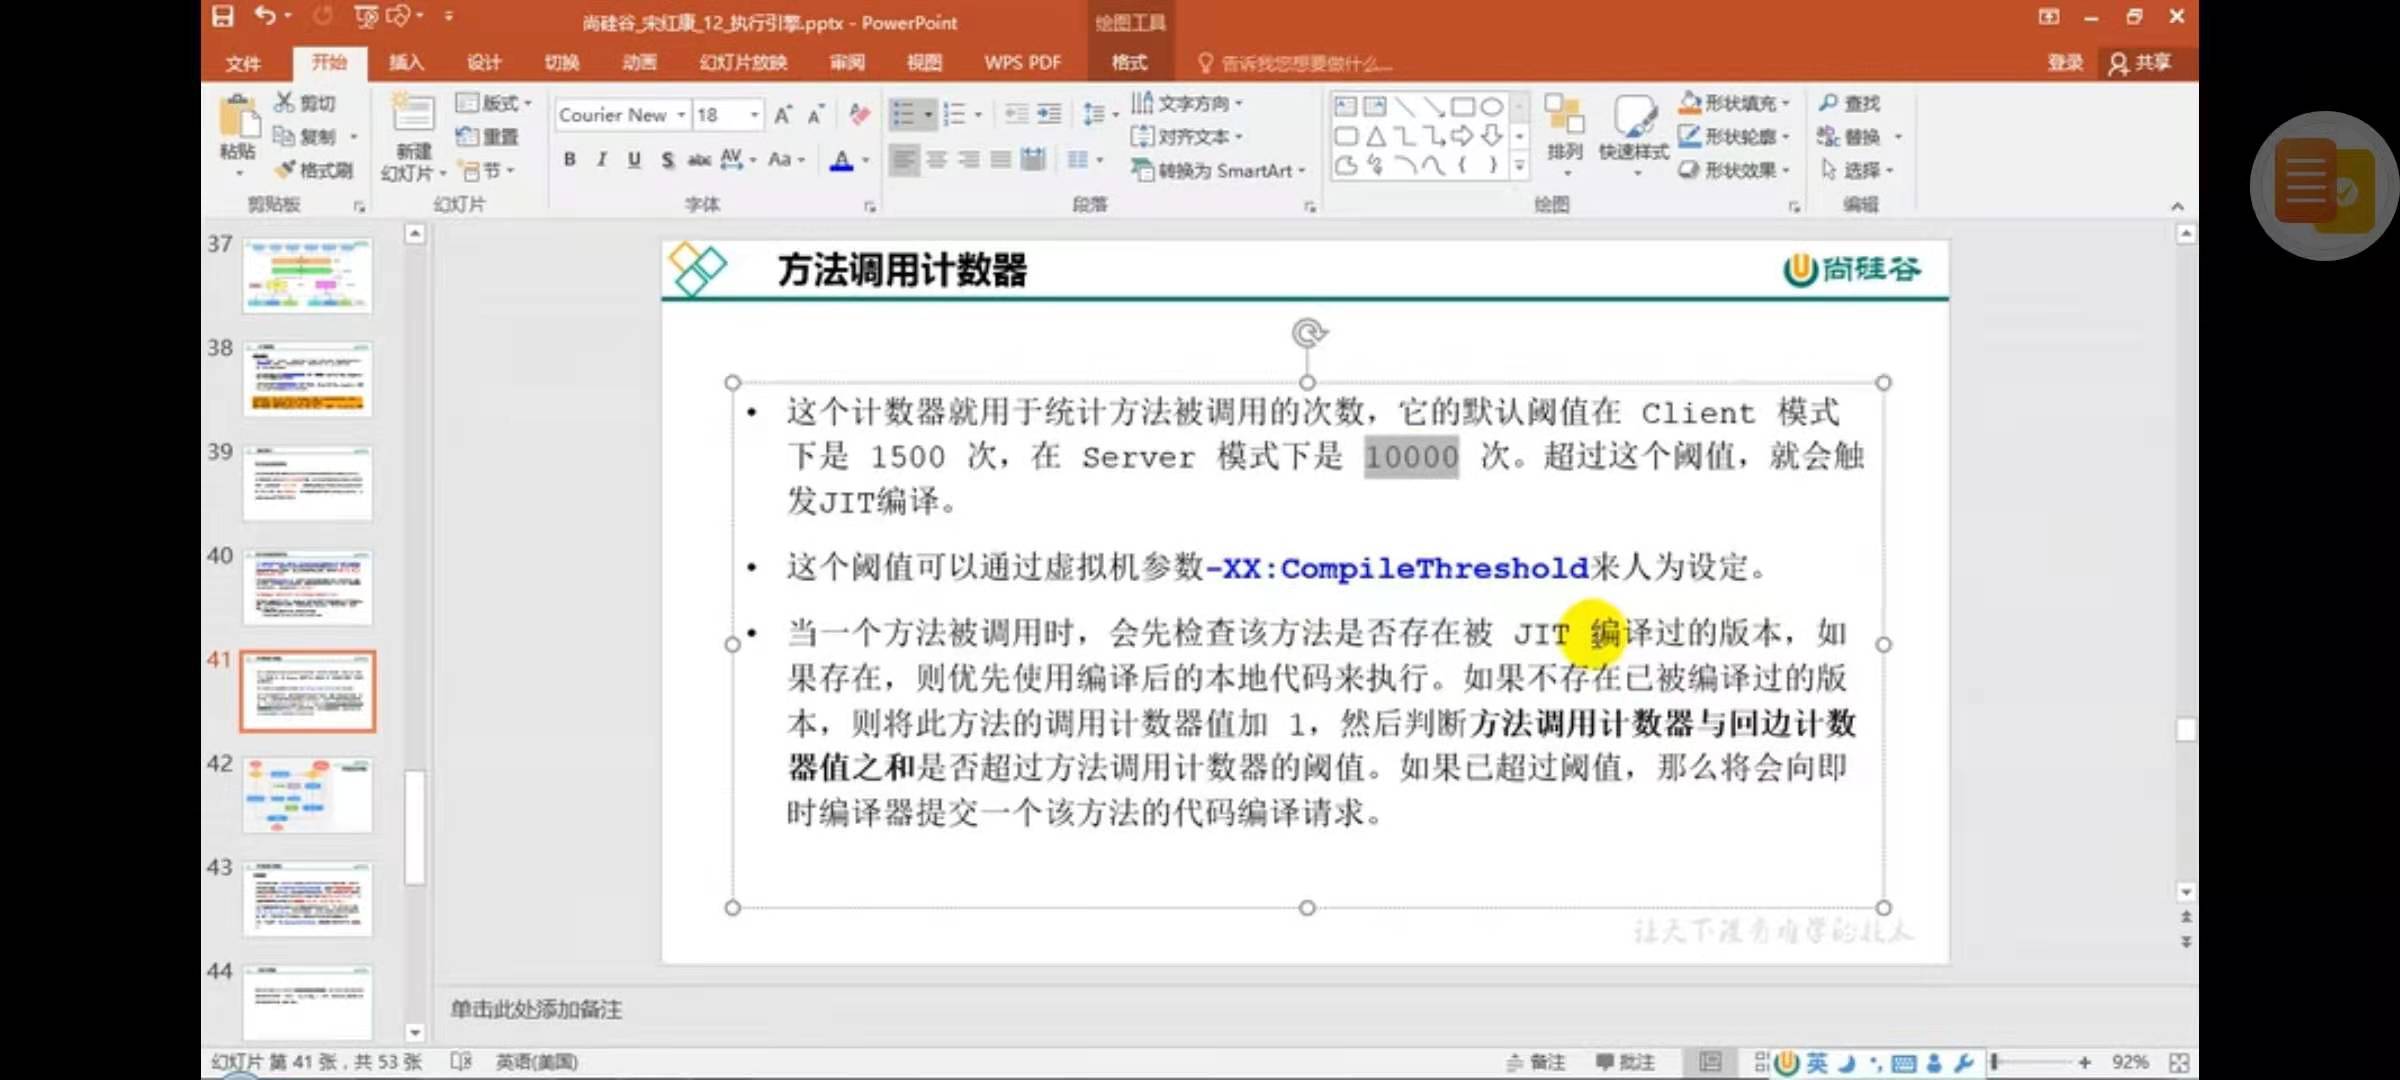 尚硅谷_宋红康_12_执行引擎.pptx - PowerPoint
绘图工具
文件 开始 插入 设计 切换 动画 幻灯片放映 审阅 视图 WPS PDF 格式 告诉我您想要做什么... 登录 共享
粘贴 剪切 复制 格式刷
新建 幻灯片 版式 重置 节
Courier New 18
B I U S abc AV Aa A
文字方向 对齐文本 转换为 SmartArt
排列 快速样式 形状填充 形状轮廓 形状效果
查找 替换 选择
剪贴板 幻灯片 字体 段落 绘图 编辑
37
38
39
40
41
42
43
44
方法调用计数器
尚硅谷
• 这个计数器就用于统计方法被调用的次数，它的默认阈值在 Client 模式
下是 1500 次，在 Server 模式下是 10000 次。超过这个阈值，就会触
发JIT编译。
• 这个阈值可以通过虚拟机参数-XX:CompileThreshold来人为设定。
• 当一个方法被调用时，会先检查该方法是否存在被 JIT 编译过的版本，如
果存在，则优先使用编译后的本地代码来执行。如果不存在已被编译过的版
本，则将此方法的调用计数器值加 1，然后判断方法调用计数器与回边计数
器值之和是否超过方法调用计数器的阈值。如果已超过阈值，那么将会向即
时编译器提交一个该方法的代码编译请求。
让天下没有难学的技术
单击此处添加备注
幻灯片 第 41 张，共 53 张 英语(美国) 备注 批注 英 92%